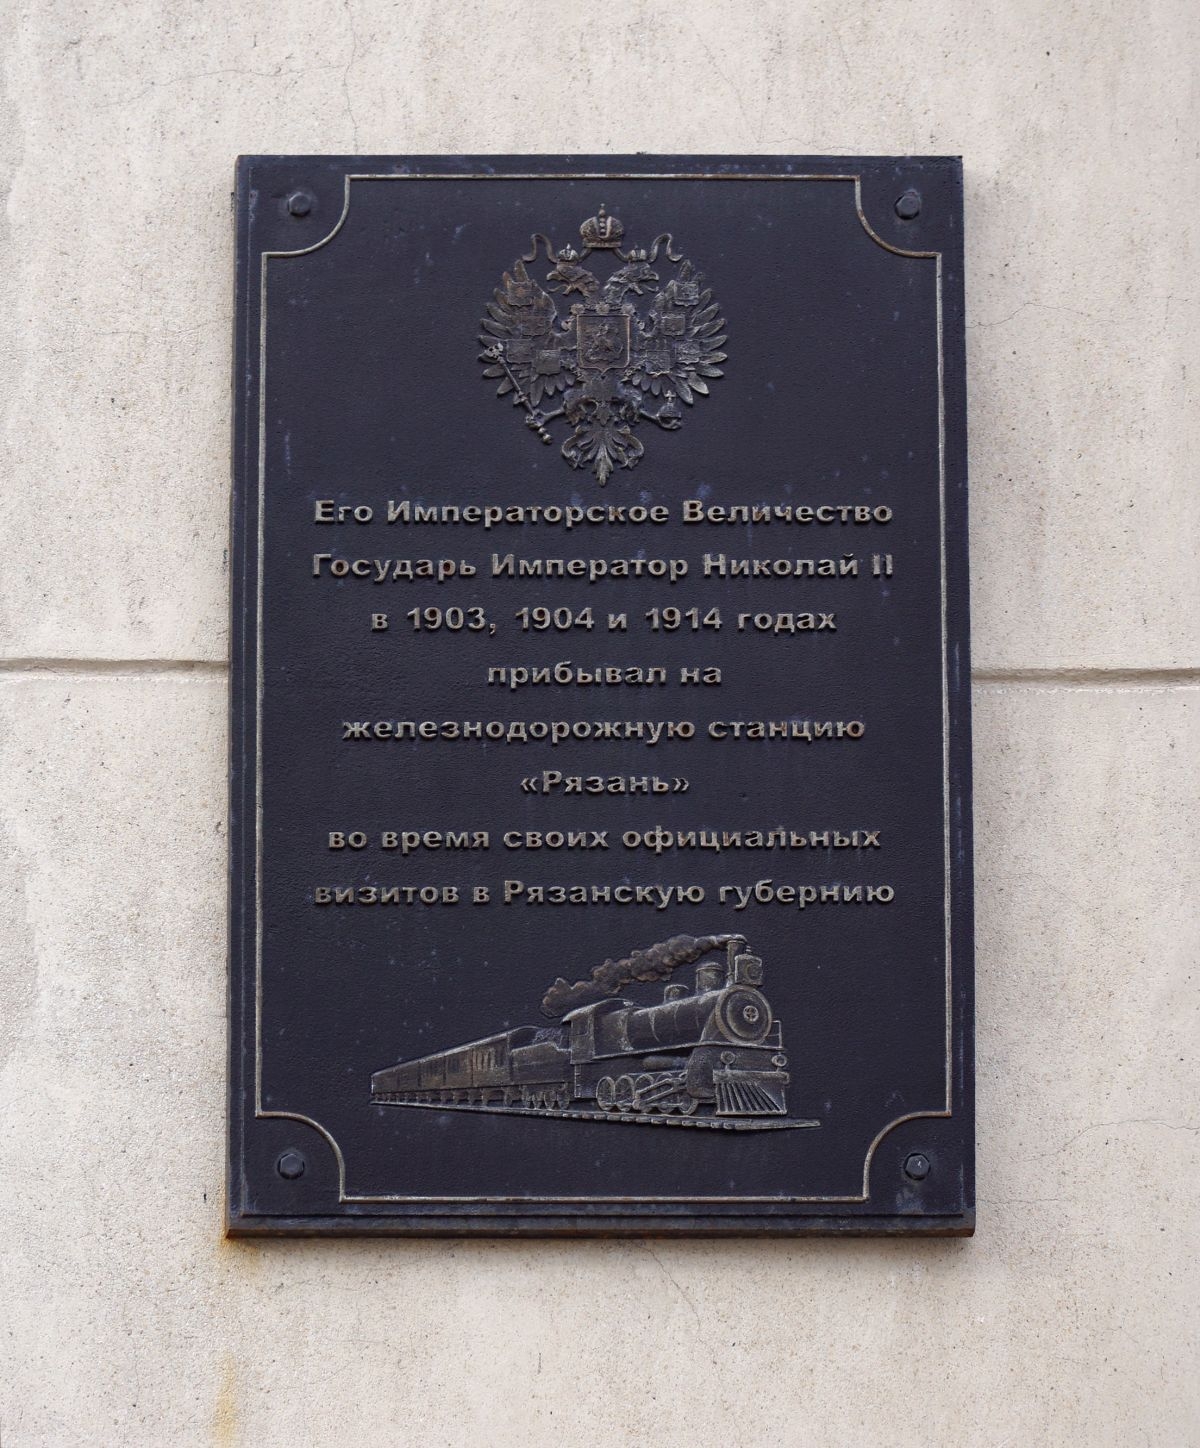 Его Императорское Величество
Государь Император Николай II
в 1903, 1904 и 1914 годах
прибывал на
железнодорожную станцию
«Рязань»
во время своих официальных
визитов в Рязанскую губернию